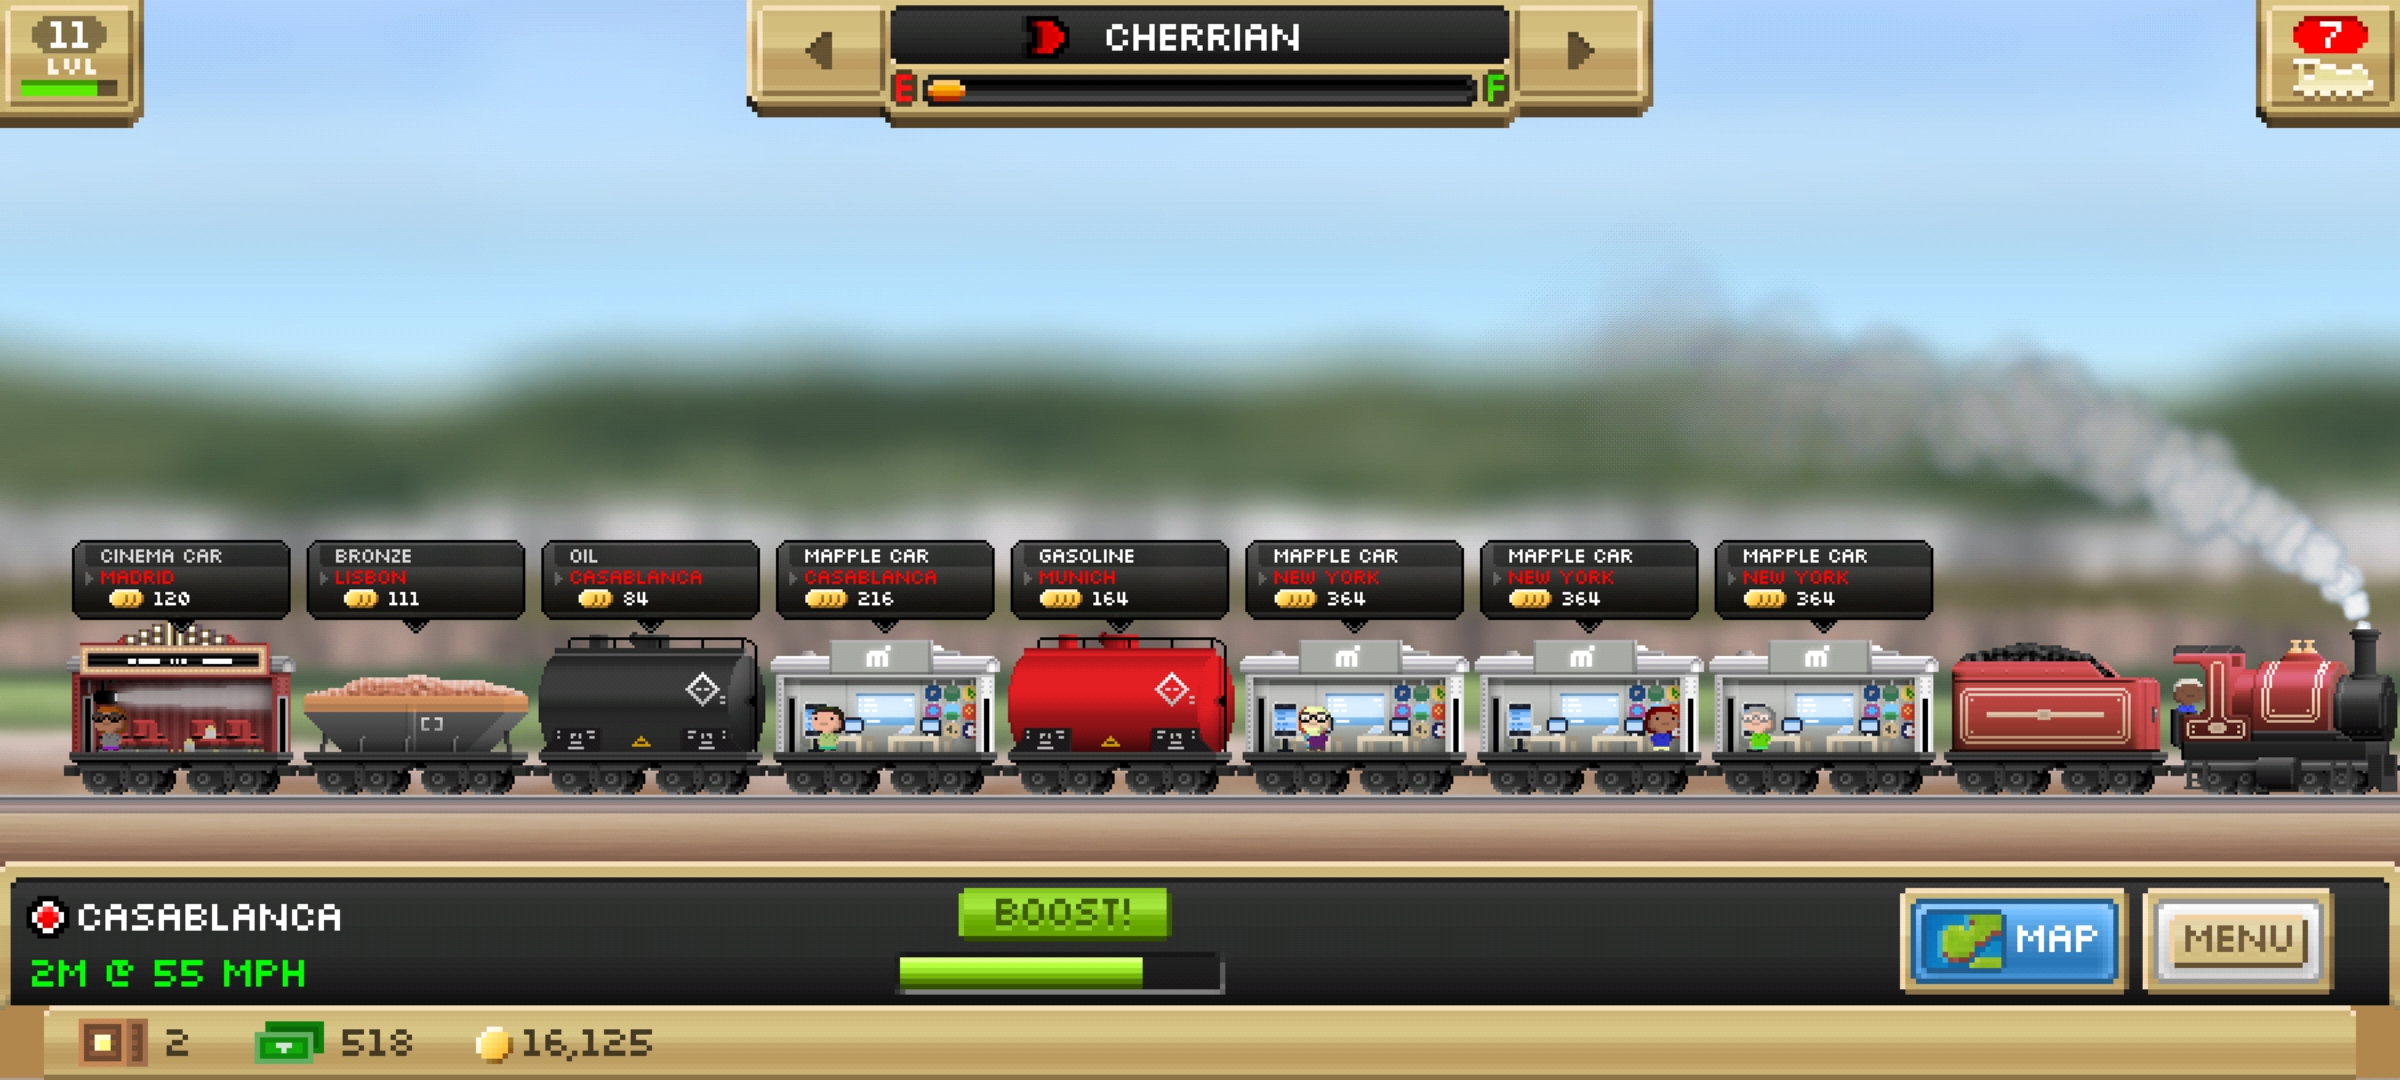 11
LVL
CHERRIAN
E F
7
CINEMA CAR
MADRID
120
BRONZE
LISBON
111
OIL
CASABLANCA
84
MAPPLE CAR
CASABLANCA
216
GASOLINE
MUNICH
164
MAPPLE CAR
NEW YORK
364
MAPPLE CAR
NEW YORK
364
MAPPLE CAR
NEW YORK
364
m
m
m
m
CASABLANCA
2M @ 55 MPH
BOOST!
MAP
MENU
2
518
16,125